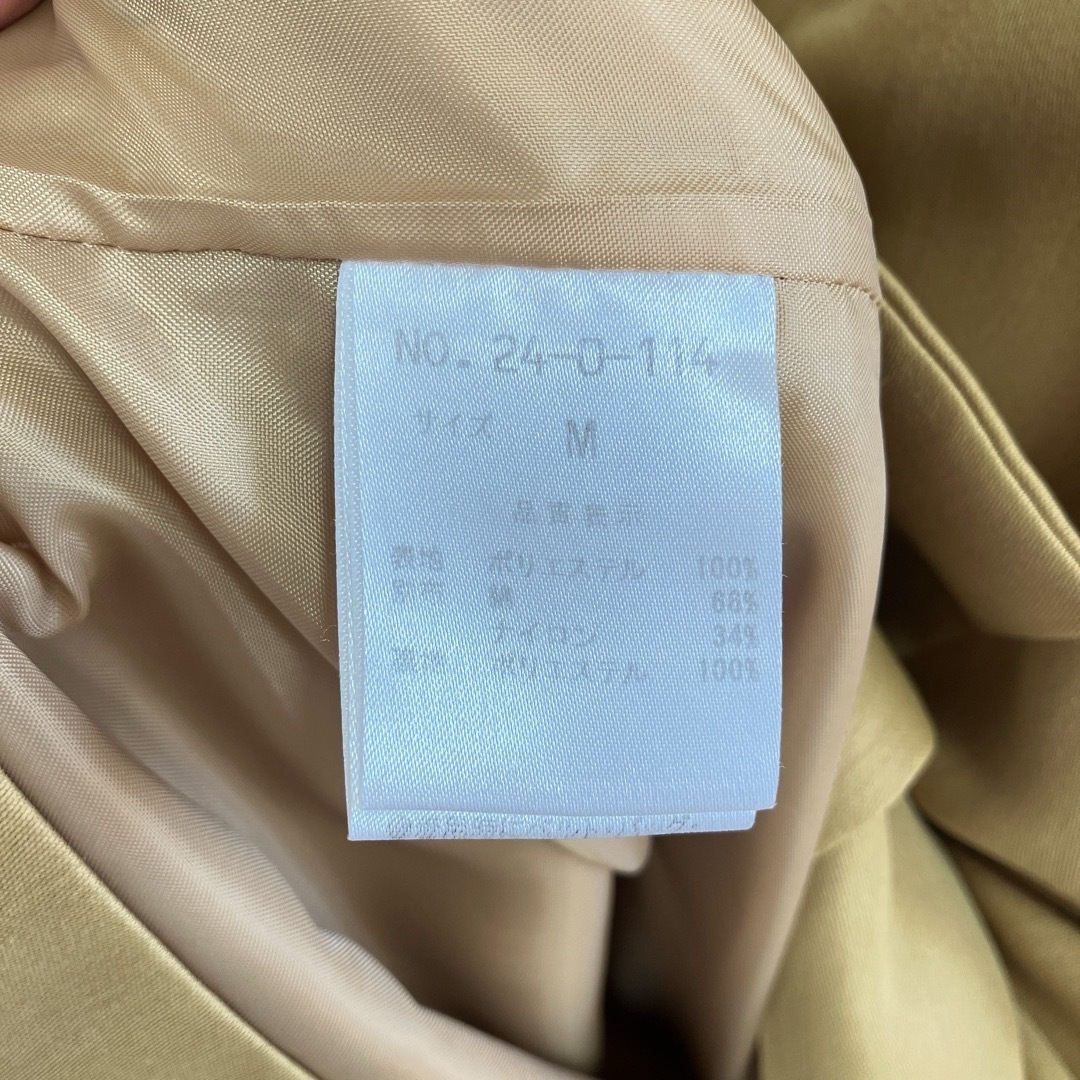 NO. 24-0-114
サイズ M
品質表示
表地 ポリエステル 100%
別布 綿 66%
ナイロン 34%
裏地 ポリエステル 100%